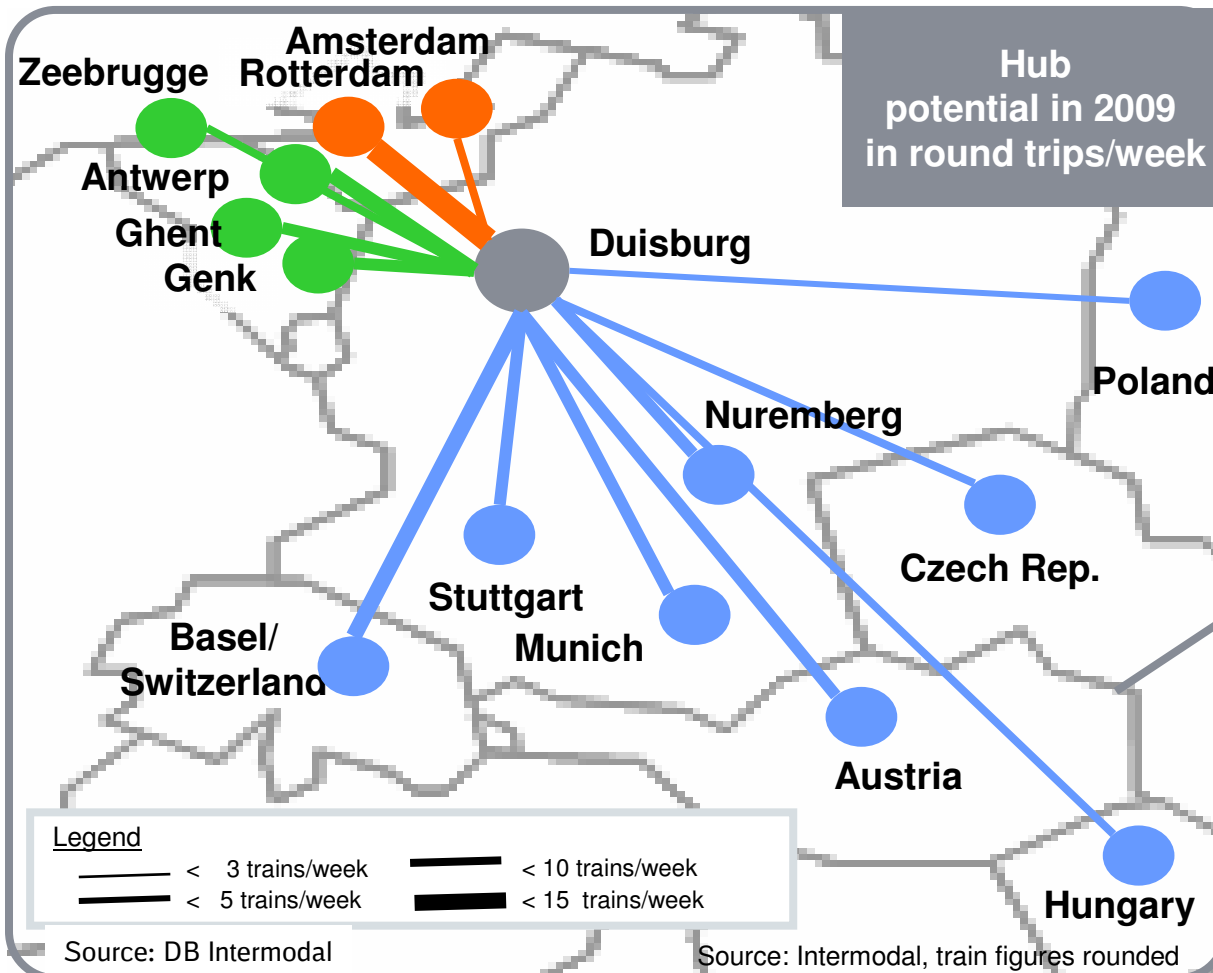 Amsterdam
Zeebrugge
Rotterdam
Hub
potential in 2009
in round trips/week
Antwerp
Ghent
Genk
Duisburg
Poland
Nuremberg
Czech Rep.
Stuttgart
Munich
Basel/
Switzerland
Austria
Hungary
Legend
< 3 trains/week
< 10 trains/week
< 5 trains/week
< 15 trains/week
Source: DB Intermodal
Source: Intermodal, train figures rounded